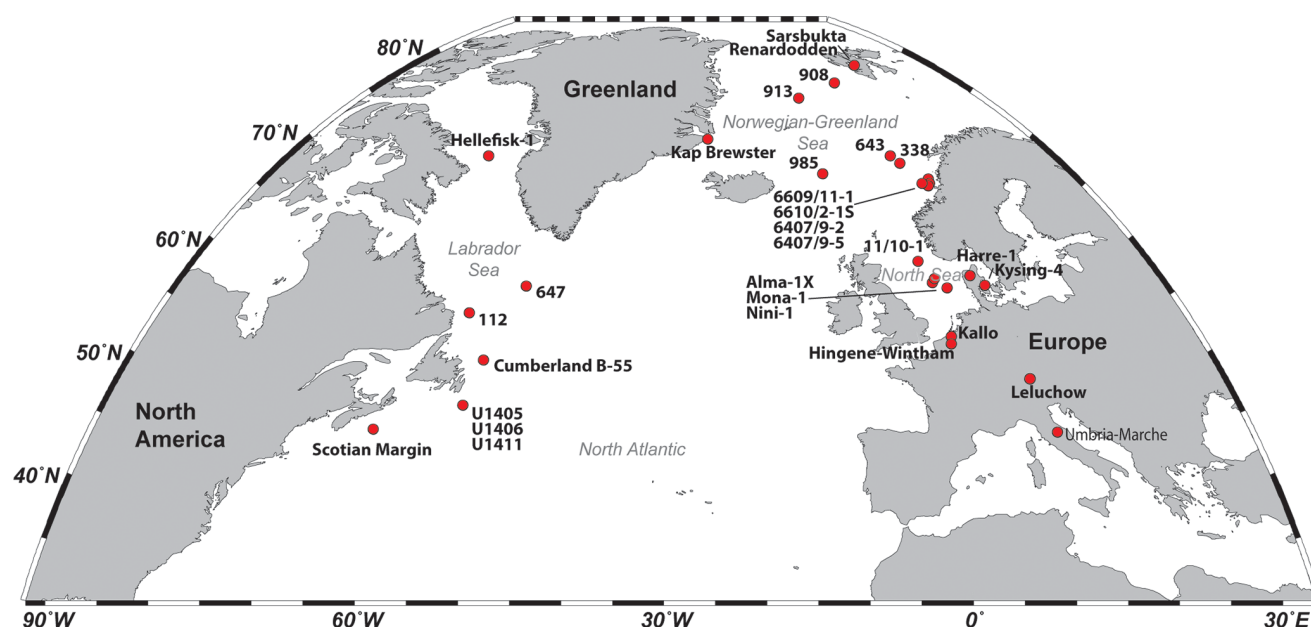 Sarsbukta
Renardodden
80°N
908
Greenland
913
Norwegian-Greenland
Sea
70°N
Hellefisk-1
643
338
Kap Brewster
985
6609/11-1
6610/2-1S
6407/9-2
6407/9-5
60°N
Labrador
Sea
11/10-1
Harre-1
North Sea
Kysing-4
Alma-1X
Mona-1
Nini-1
647
112
Kallo
50°N
Hingene-Wintham
Europe
Cumberland B-55
Leluchow
North
America
U1405
U1406
U1411
Scotian Margin
North Atlantic
Umbria-Marche
40°N
90°W
60°W
30°W
0°
30°E